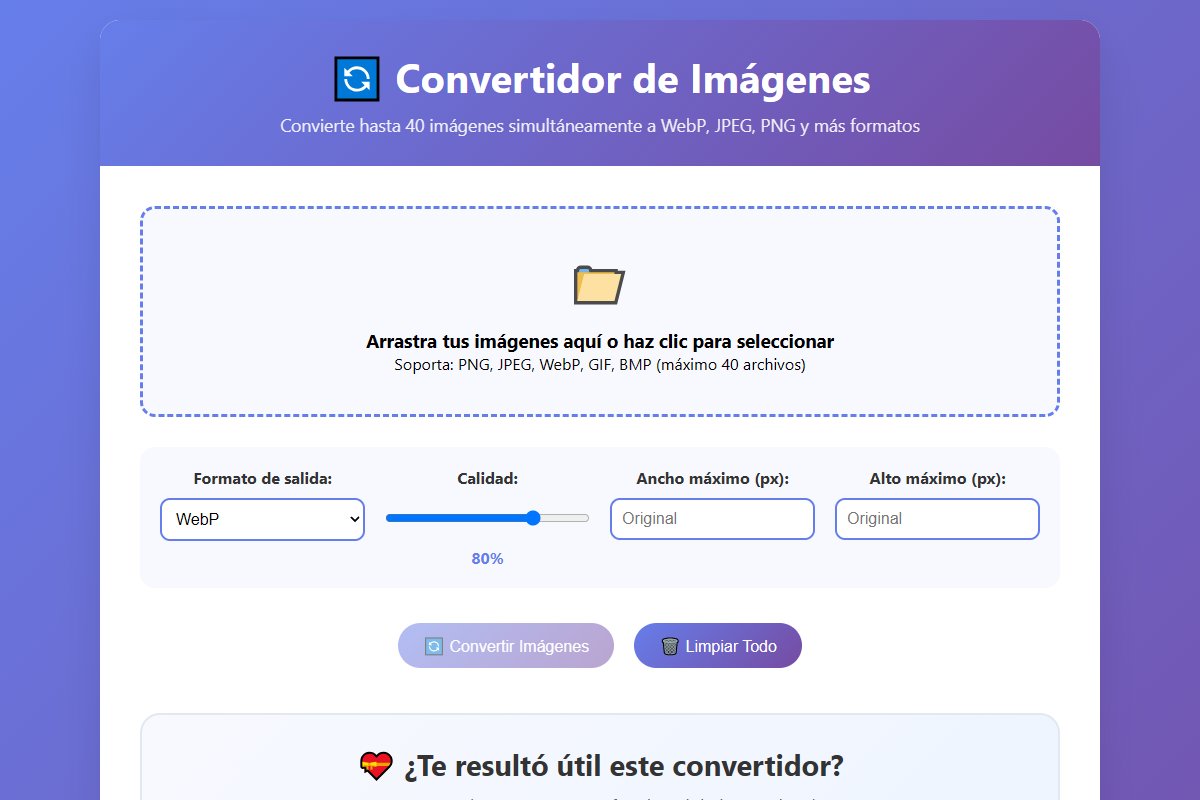 Convertidor de Imágenes
Convierte hasta 40 imágenes simultáneamente a WebP, JPEG, PNG y más formatos
Arrastra tus imágenes aquí o haz clic para seleccionar
Soporta: PNG, JPEG, WebP, GIF, BMP (máximo 40 archivos)
Formato de salida: Calidad: Ancho máximo (px): Alto máximo (px):
WebP Original Original
80%
Convertir Imágenes Limpiar Todo
¿Te resultó útil este convertidor?